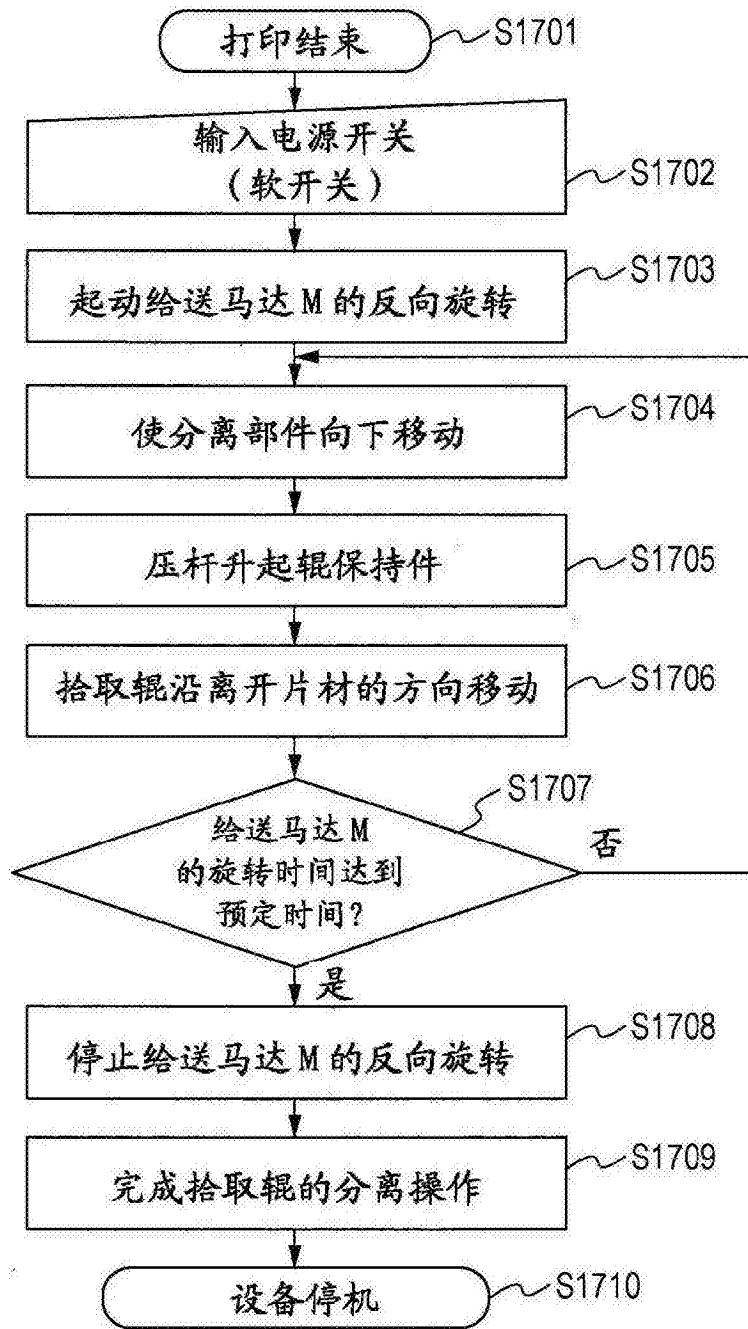 打印结束
S1701
输入电源开关
(软开关)
S1702
起动给送马达 M 的反向旋转
S1703
使分离部件向下移动
S1704
压杆升起辊保持件
S1705
拾取辊沿离开片材的方向移动
S1706
给送马达 M
的旋转时间达到
预定时间?
S1707
否
是
停止给送马达 M 的反向旋转
S1708
完成拾取辊的分离操作
S1709
设备停机
S1710